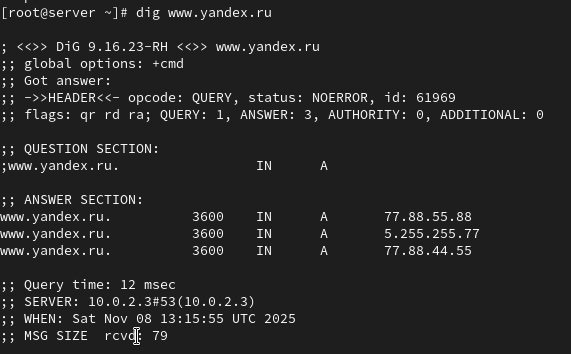 [root@server ~]# dig www.yandex.ru
; <<>> DiG 9.16.23-RH <<>> www.yandex.ru
;; global options: +cmd
;; Got answer:
;; ->>HEADER<<- opcode: QUERY, status: NOERROR, id: 61969
;; flags: qr rd ra; QUERY: 1, ANSWER: 3, AUTHORITY: 0, ADDITIONAL: 0
;; QUESTION SECTION:
;www.yandex.ru. IN A
;; ANSWER SECTION:
www.yandex.ru. 3600 IN A 77.88.55.88
www.yandex.ru. 3600 IN A 5.255.255.77
www.yandex.ru. 3600 IN A 77.88.44.55
;; Query time: 12 msec
;; SERVER: 10.0.2.3#53(10.0.2.3)
;; WHEN: Sat Nov 08 13:15:55 UTC 2025
;; MSG SIZE rcvd: 79